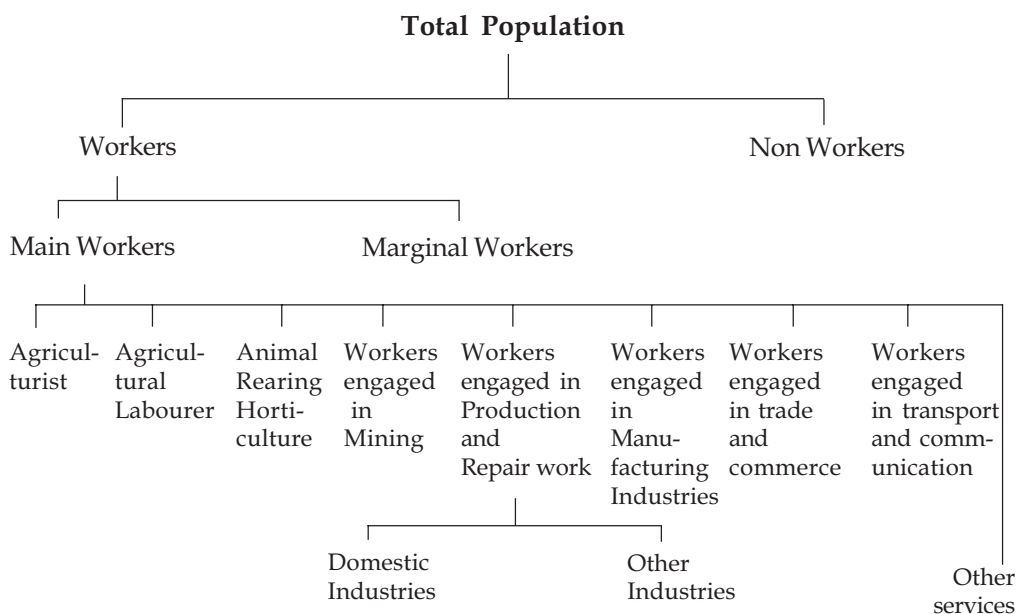 Total Population
Workers
Non Workers
Main Workers
Marginal Workers
Agricul-
turist
Agricul-
tural
Labourer
Animal
Rearing
Horti-
culture
Workers
engaged
in
Mining
Workers
engaged in
Production
and
Repair work
Workers
engaged
in
Manu-
facturing
Industries
Workers
engaged
in trade
and
commerce
Workers
engaged
in transport
and comm-
unication
Domestic
Industries
Other
Industries
Other
services